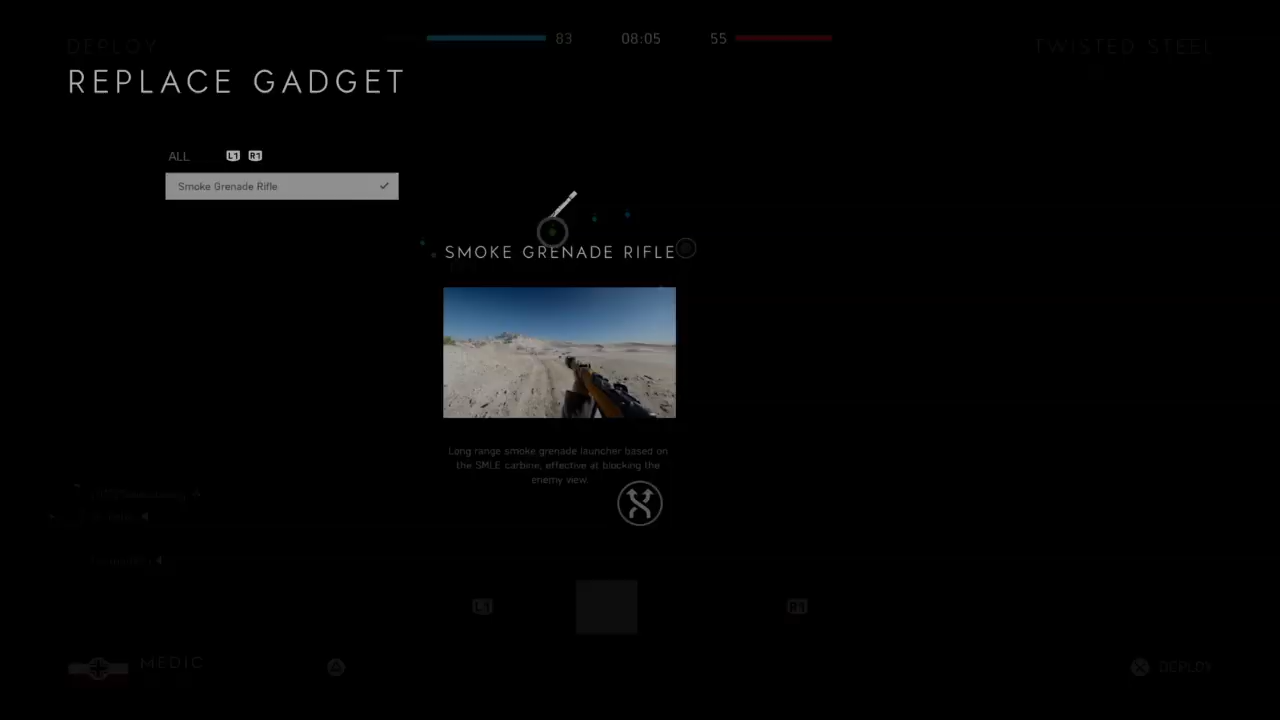 DEPLOY
83 08:05 55
TWISTED STEEL
REPLACE GADGET
ALL L1 R1
Smoke Grenade Rifle
SMOKE GRENADE RIFLE
Long range smoke grenade launcher based on
the SMLE carbine, effective at blocking the
enemy view.
L1 R1
MEDIC
DEPLOY